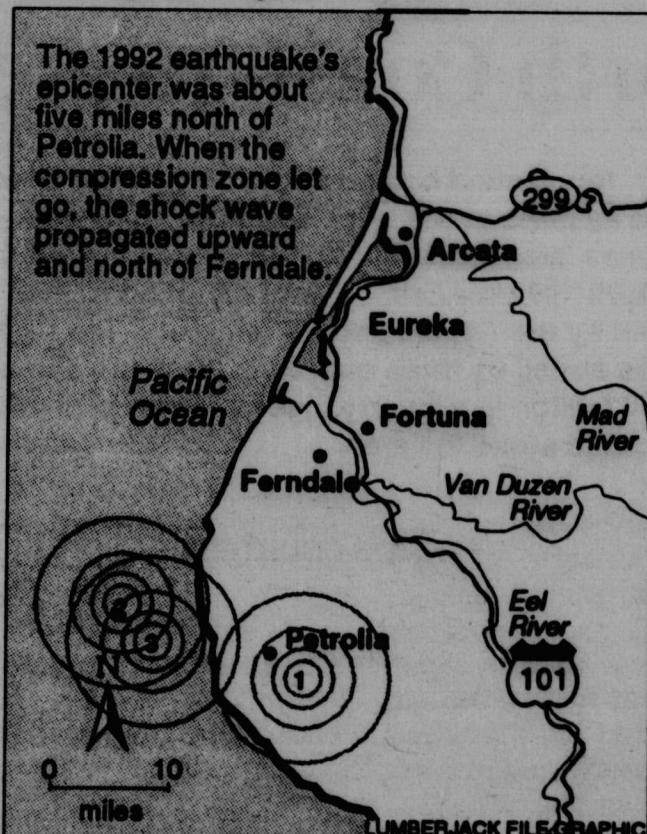 The 1992 earthquake's
epicenter was about
five miles north of
Petrolia. When the
compression zone let
go, the shock wave
propagated upward
and north of Ferndale.
299
Arcata
Eureka
Pacific
Ocean
Fortuna
Mad
River
Ferndale
Van Duzen
River
2
3
Eel
River
Petrolia
N
1
101
0 10
miles
LUMBERJACK FILE GRAPHIC